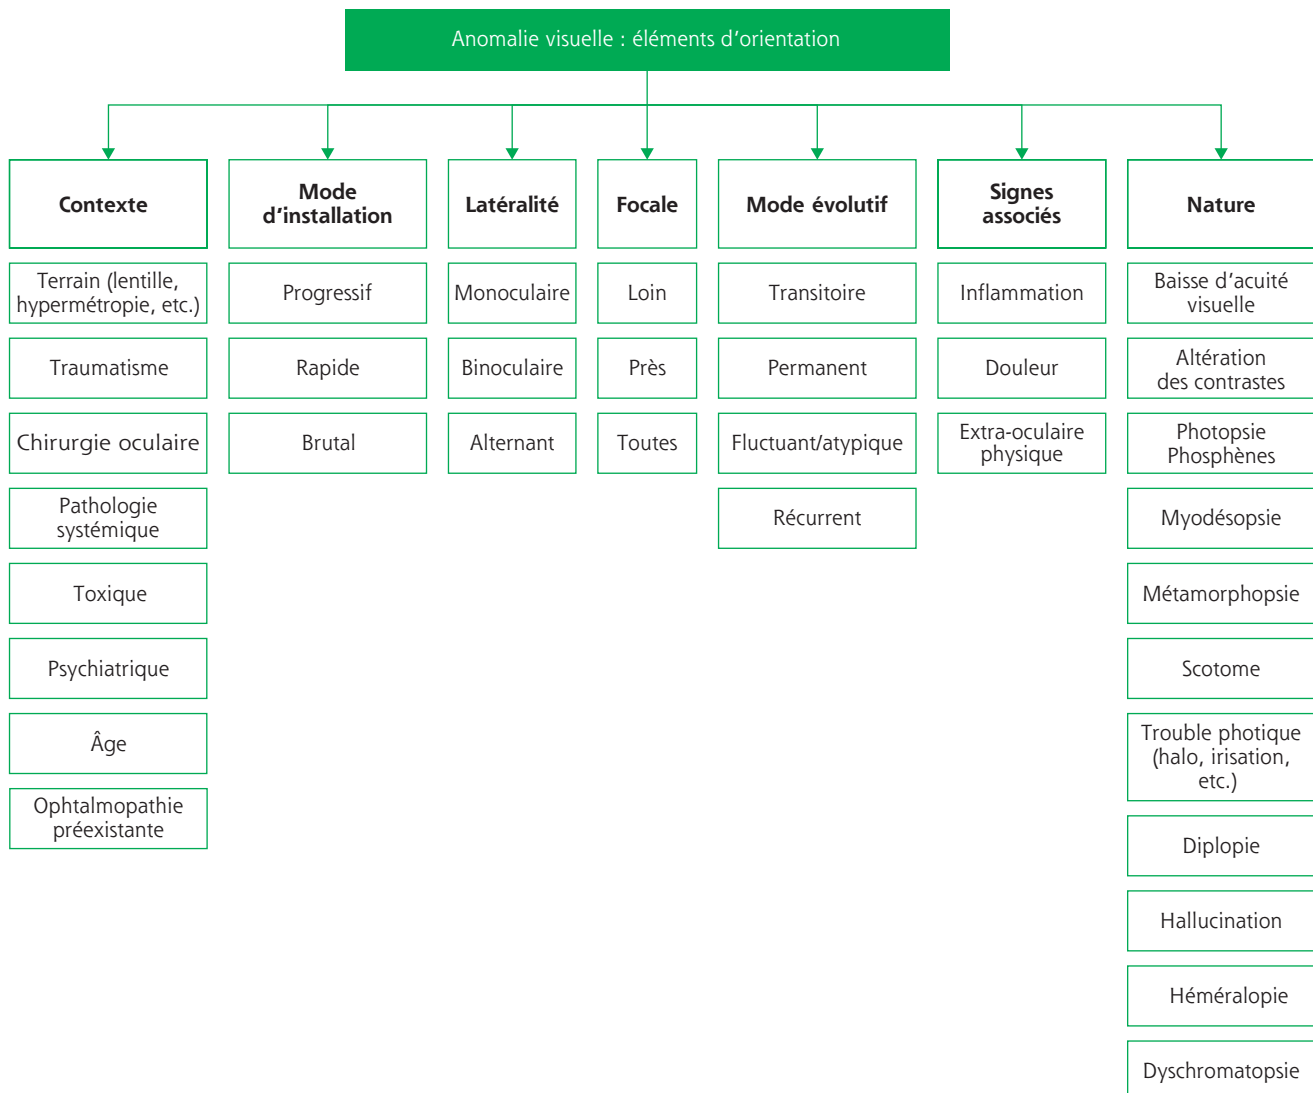 Anomalie visuelle : éléments d'orientation
Contexte
Terrain (lentille,
hypermétropie, etc.)
Traumatisme
Chirurgie oculaire
Pathologie
systémique
Toxique
Psychiatrique
Âge
Ophtalmopathie
préexistante
Mode
d'installation
Progressif
Rapide
Brutal
Latéralité
Monoculaire
Binoculaire
Alternant
Focale
Loin
Près
Toutes
Mode évolutif
Transitoire
Permanent
Fluctuant/atypique
Récurrent
Signes
associés
Inflammation
Douleur
Extra-oculaire
physique
Nature
Baisse d'acuité
visuelle
Altération
des contrastes
Photopsie
Phosphènes
Myodésopsie
Métamorphopsie
Scotome
Trouble photique
(halo, irisation,
etc.)
Diplopie
Hallucination
Héméralopie
Dyschromatopsie